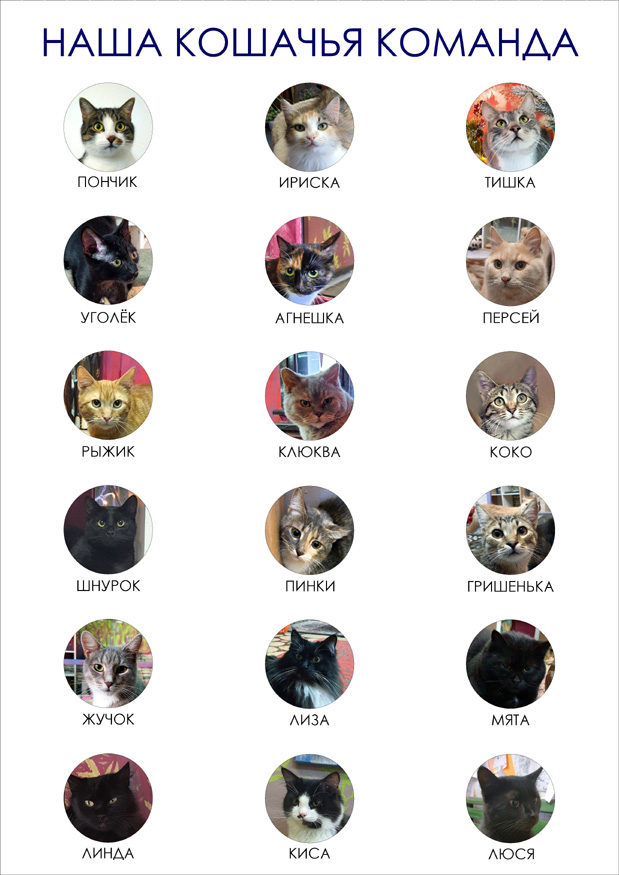 НАША КОШАЧЬЯ КОМАНДА
ПОНЧИК ИРИСКА ТИШКА
УГОЛЁК АГНЕШКА ПЕРСЕЙ
РЫЖИК КЛЮКВА КОКО
ШНУРОК ПИНКИ ГРИШЕНЬКА
ЖУЧОК ЛИЗА МЯТА
ЛИНДА КИСА ЛЮСЯ